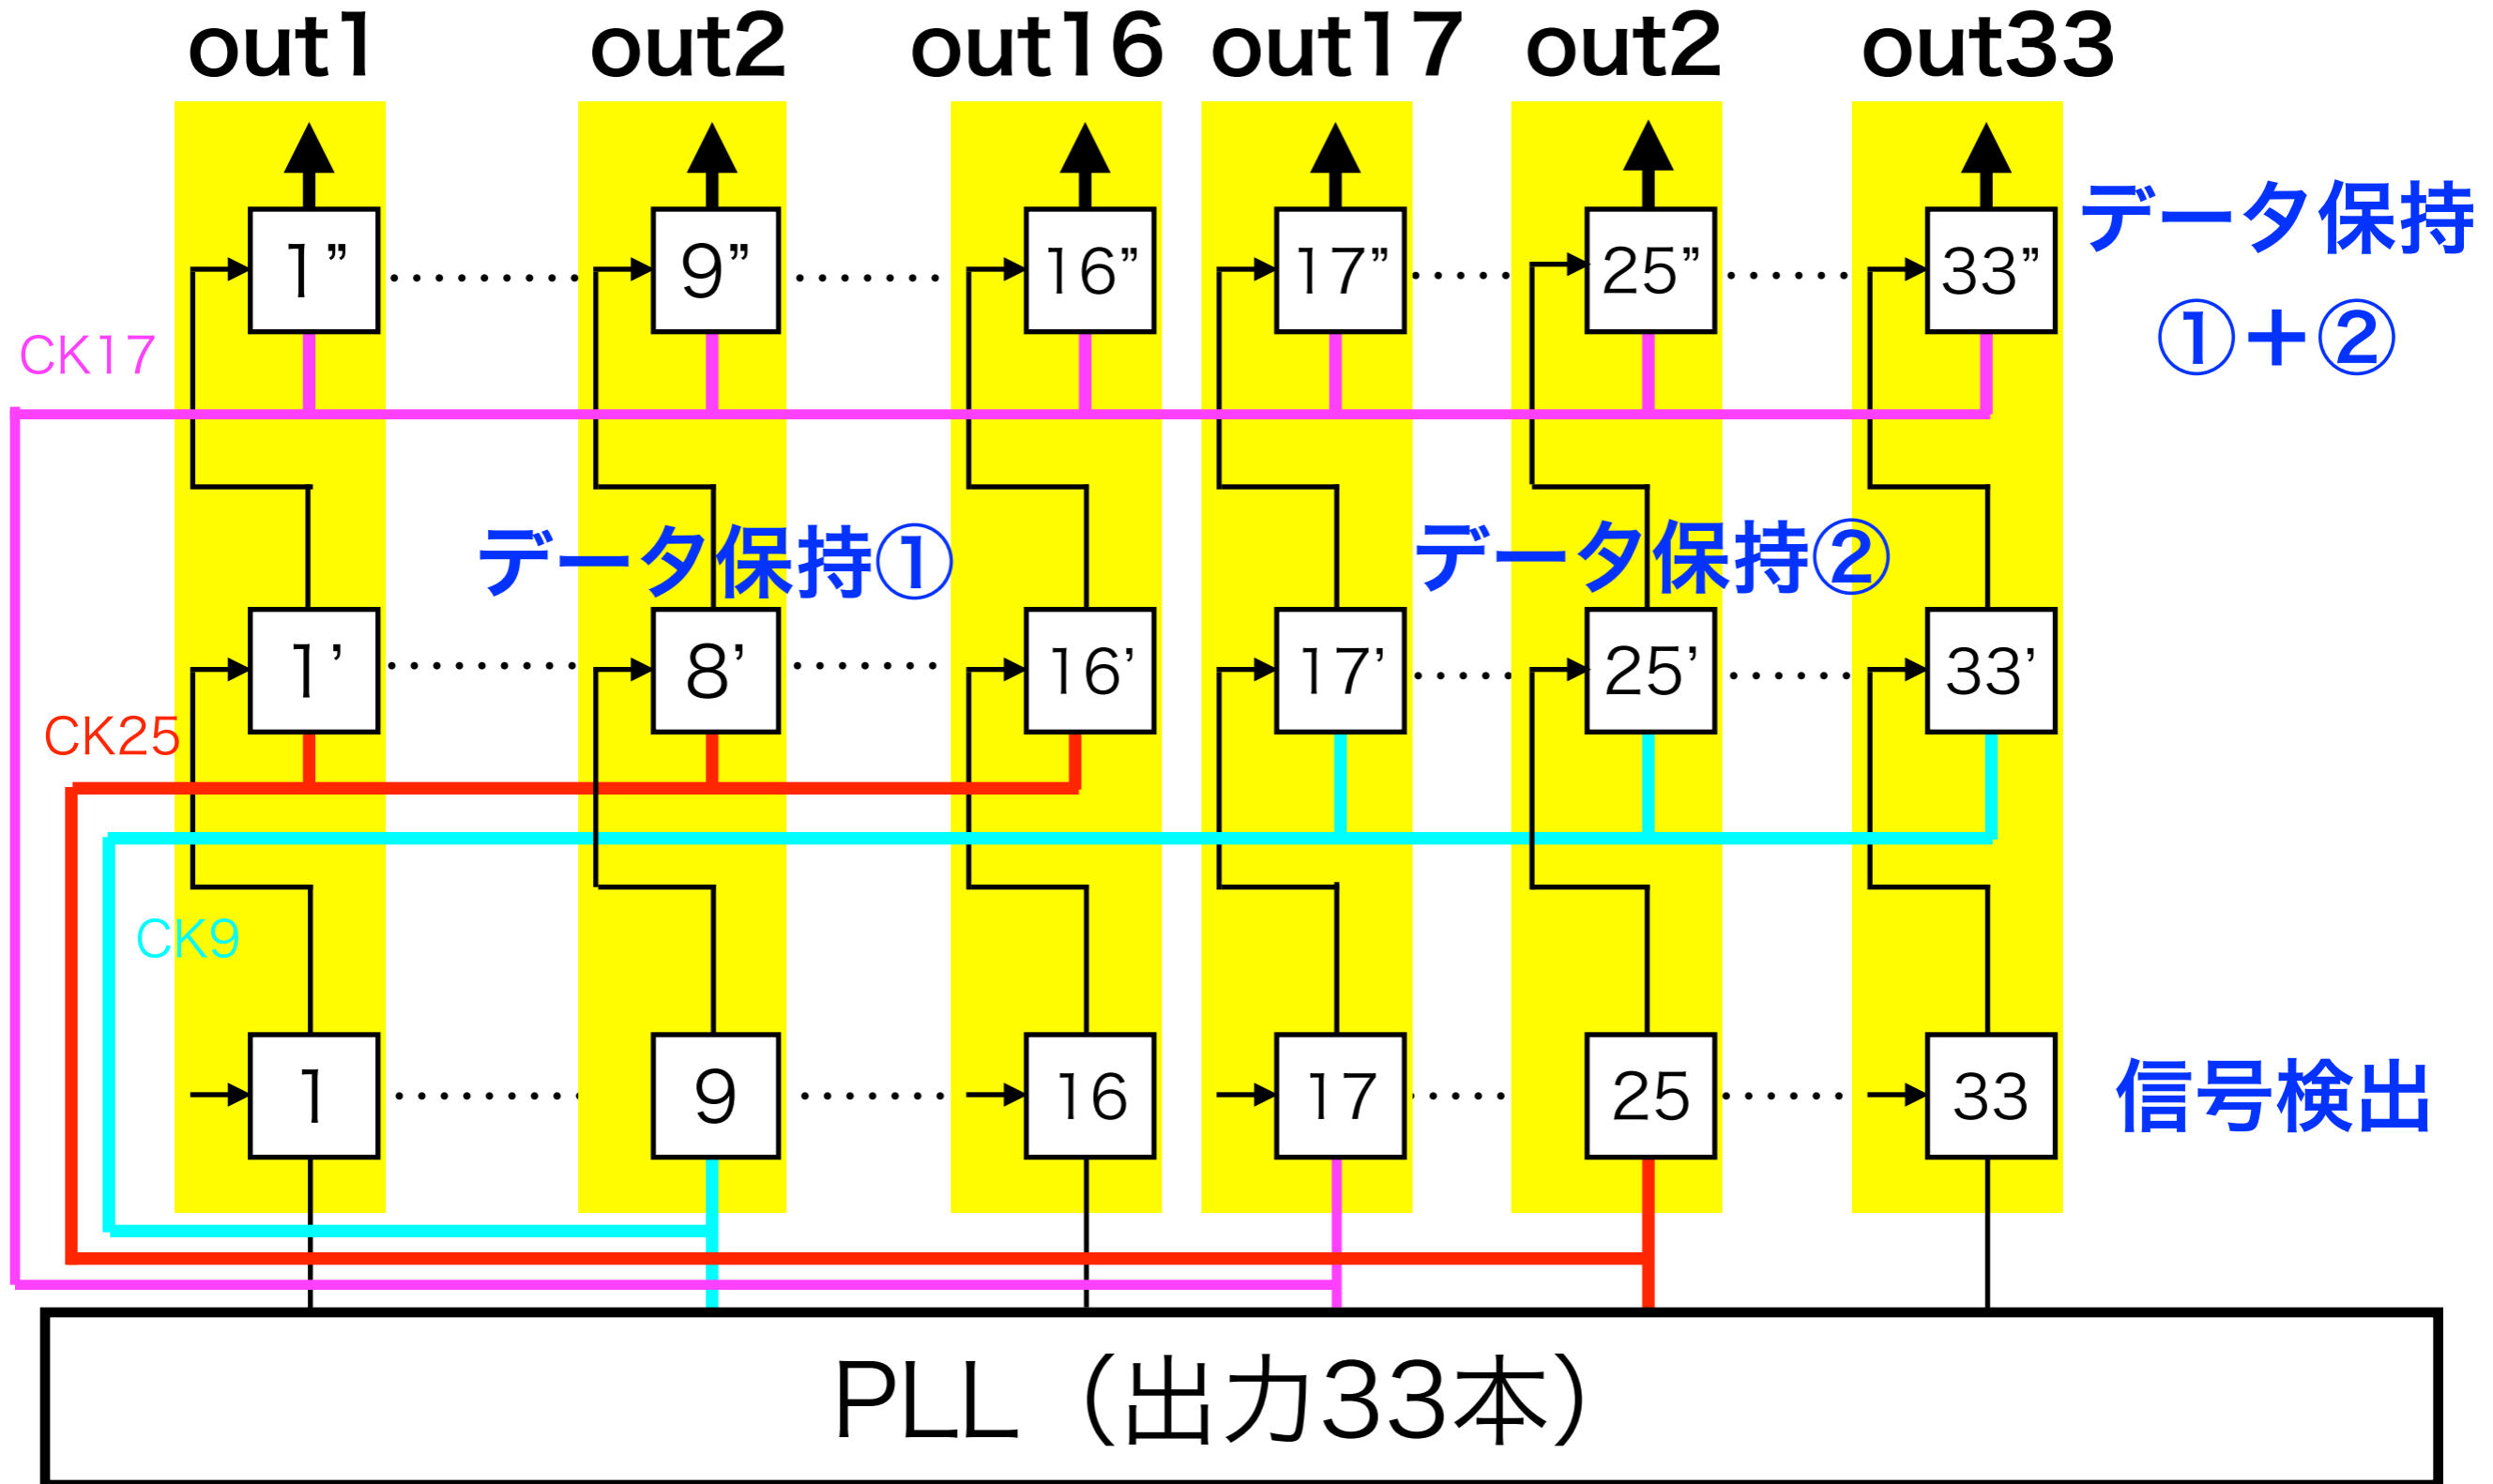 out1 out2 out16 out17 out2 out33
1” 9” 16” 17” 25” 33”
データ保持
①+②
CK17
データ保持① データ保持②
1’ 8’ 16’ 17’ 25’ 33’
CK25
CK9
1 9 16 17 25 33
信号検出
PLL（出力33本）